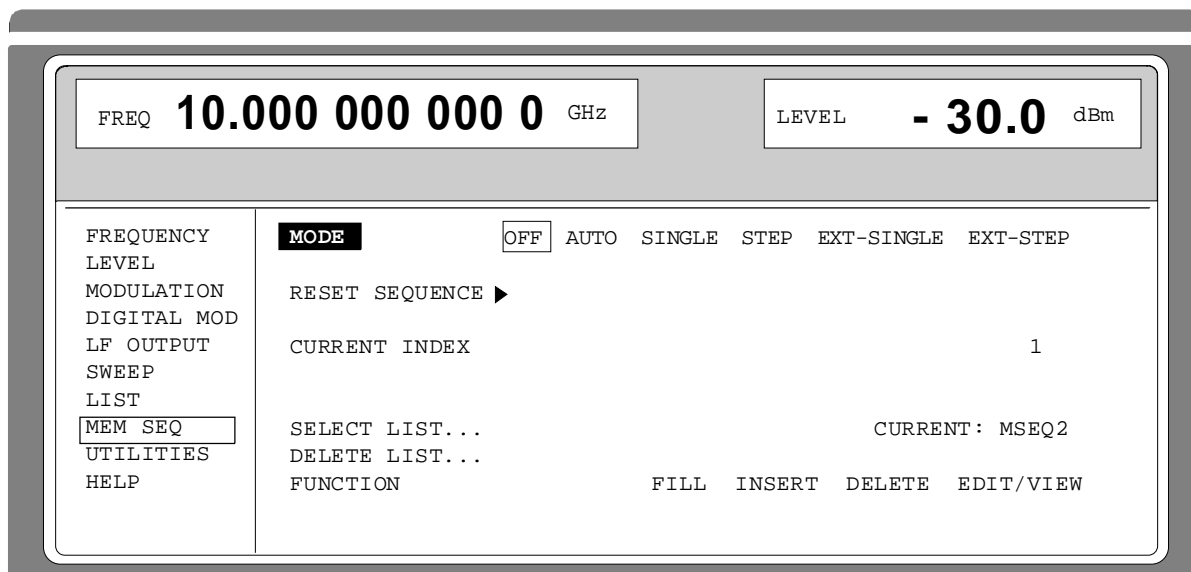 FREQ 10.000 000 000 0 GHz LEVEL - 30.0 dBm
FREQUENCY
LEVEL
MODULATION
DIGITAL MOD
LF OUTPUT
SWEEP
LIST
MEM SEQ
UTILITIES
HELP
MODE OFF AUTO SINGLE STEP EXT-SINGLE EXT-STEP
RESET SEQUENCE
CURRENT INDEX 1
SELECT LIST... CURRENT: MSEQ2
DELETE LIST...
FUNCTION FILL INSERT DELETE EDIT/VIEW